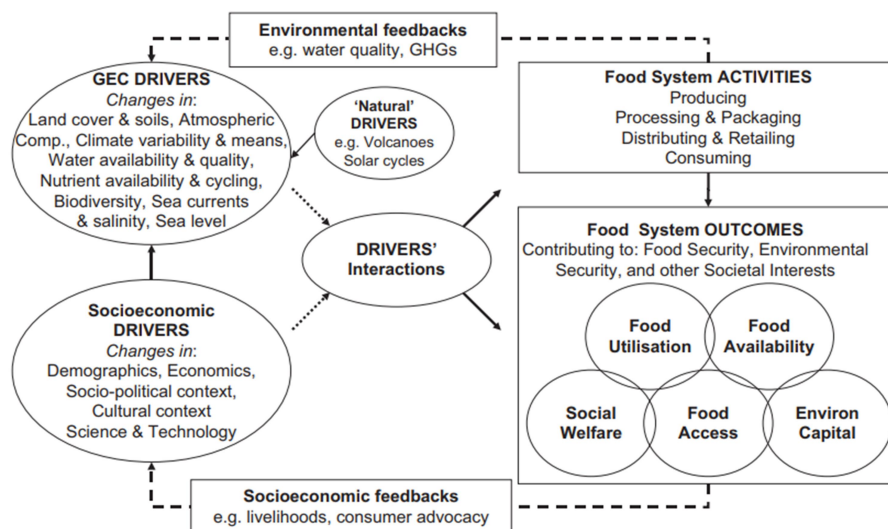 Environmental feedbacks
e.g. water quality, GHGs
GEC DRIVERS
Changes in:
Land cover & soils, Atmospheric
Comp., Climate variability & means,
Water availability & quality,
Nutrient availability & cycling,
Biodiversity, Sea currents
& salinity, Sea level
‘Natural’
DRIVERS
e.g. Volcanoes
Solar cycles
Food System ACTIVITIES
Producing
Processing & Packaging
Distributing & Retailing
Consuming
DRIVERS’
Interactions
Food System OUTCOMES
Contributing to: Food Security, Environmental
Security, and other Societal Interests
Food
Utilisation
Food
Availability
Social
Welfare
Food
Access
Environ
Capital
Socioeconomic
DRIVERS
Changes in:
Demographics, Economics,
Socio-political context,
Cultural context
Science & Technology
Socioeconomic feedbacks
e.g. livelihoods, consumer advocacy